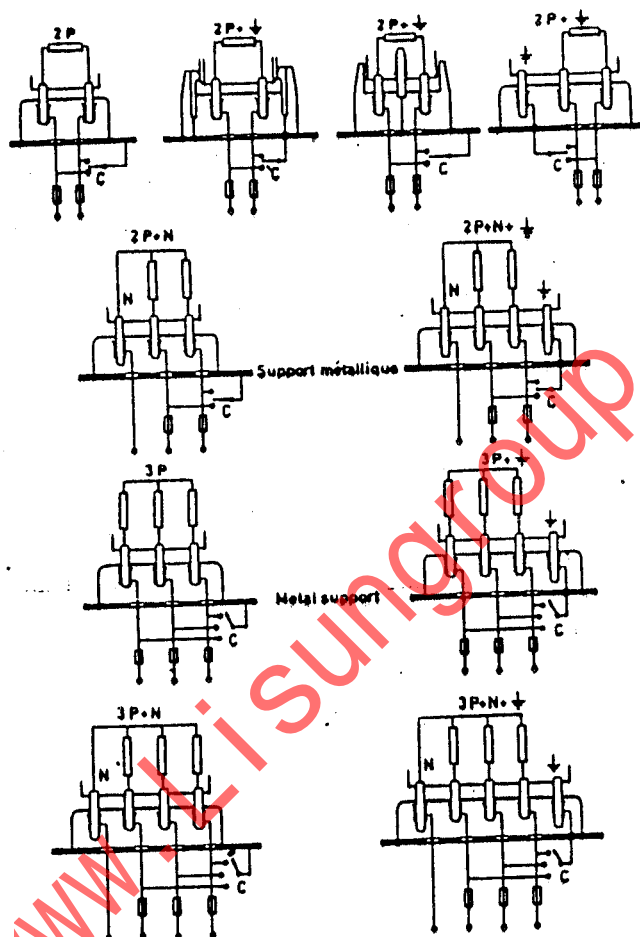 2P 2P+⏚ 2P+⏚ 2P+⏚
⏚
C C C C
2P+N 2P+N+⏚
N N ⏚
Support métallique
C C
3P 3P+⏚
⏚
Metal support
C C
3P+N 3P+N+⏚
N N ⏚
C C
www.Lisungroup